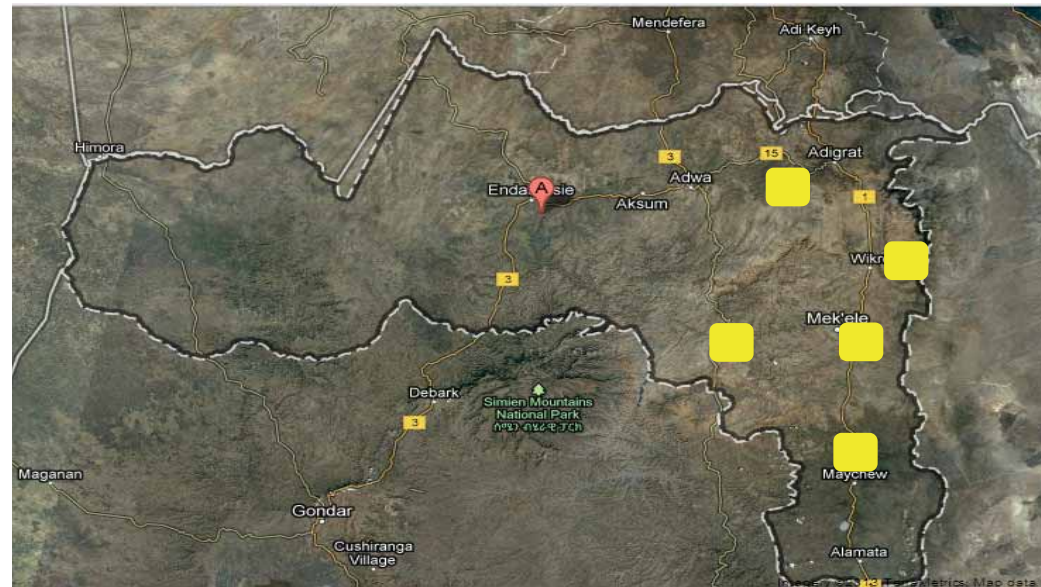 Mendefera
Adi Keyh
Himora
3
15
Adigrat
Adwa
A
Aksum
1
3
Mek'ele
Debark
Simien Mountains
National Park
3
Maganan
Maychew
Gondar
Cushiranga
Village
Alamata